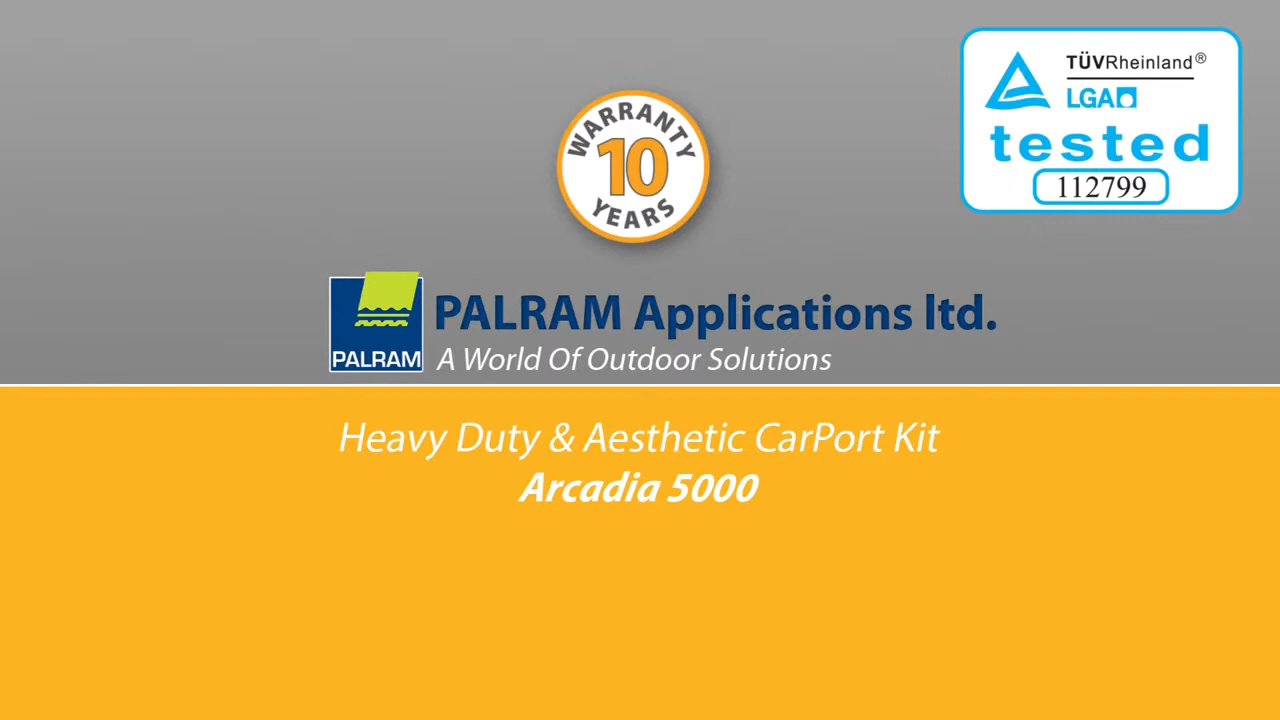 TÜVRheinland®
LGA
tested
112799
WARRANTY
10
YEARS
PALRAM Applications ltd.
PALRAM
A World Of Outdoor Solutions
Heavy Duty & Aesthetic CarPort Kit
Arcadia 5000